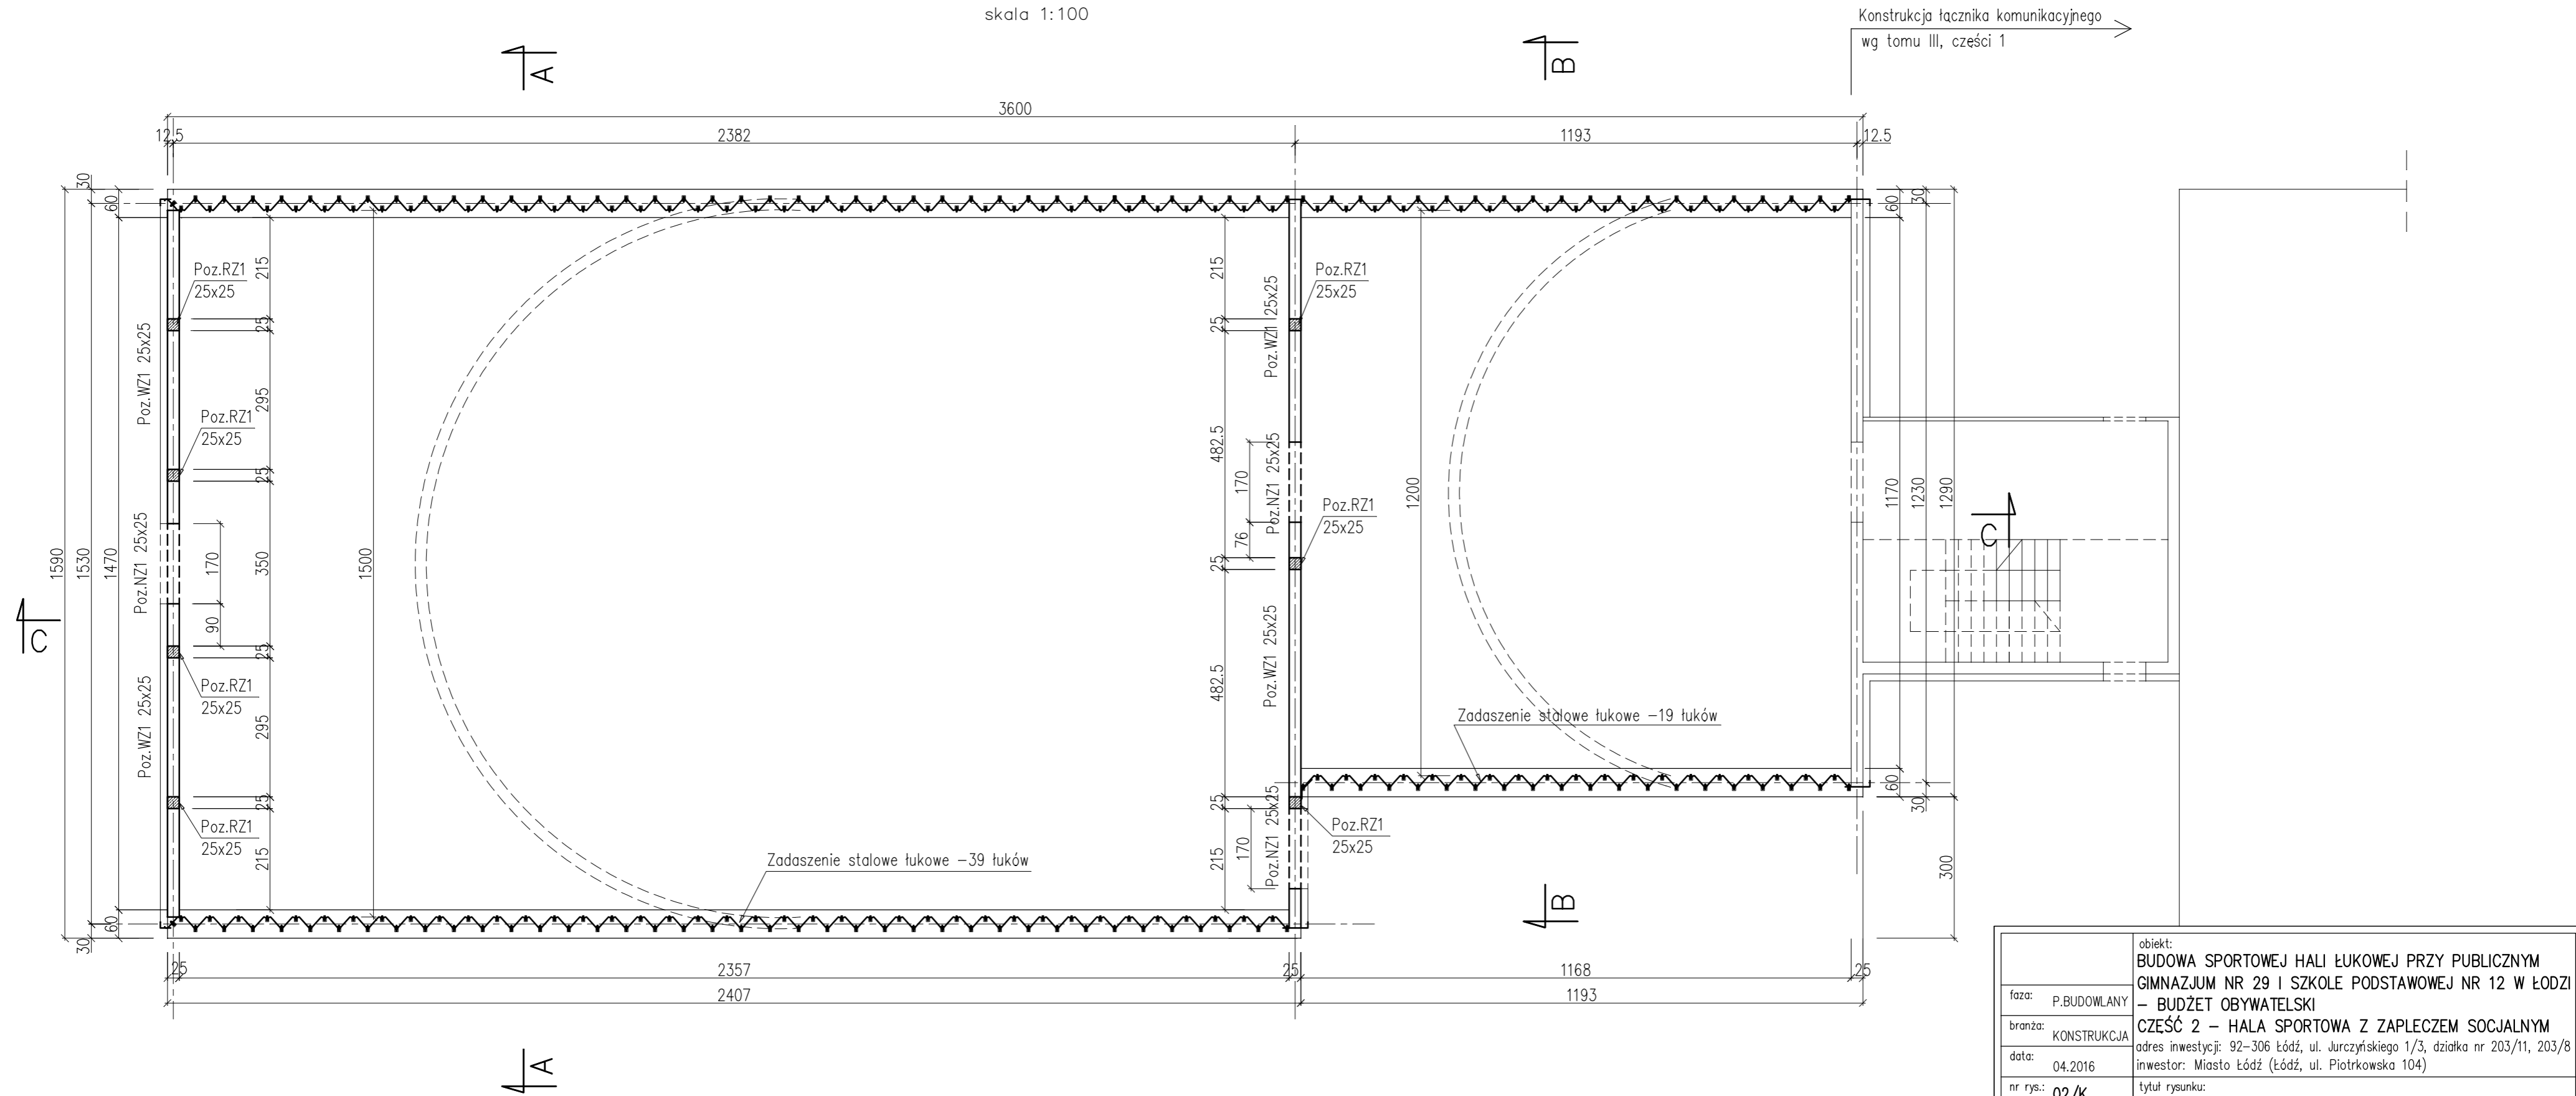 skala 1:100
Konstrukcja łącznika komunikacyjnego
wg tomu III, części 1
A
B
3600
12.5
2382
1193
12.5
30
60
215
Poz.RZ1
25x25
25
Poz.WZ1 25x25
295
Poz.RZ1
25x25
25
1590
1530
1470
Poz.NZ1 25x25
170
350
1500
90
25
Poz.RZ1
25x25
Poz.WZ1 25x25
295
25
Poz.RZ1
25x25
215
60
30
C
215
25
Poz.WZ1 25x25
Poz.RZ1
25x25
482.5
170
Poz.NZ1 25x25
76
25
Poz.RZ1
25x25
482.5
Poz.WZ1 25x25
25
Poz.NZ1 25x25
170
215
Poz.RZ1
25x25
1200
Zadaszenie stalowe łukowe -19 łuków
Zadaszenie stalowe łukowe -39 łuków
60
30
1170
1230
1290
60
30
300
C
B
25
2357
25
1168
25
2407
1193
A
obiekt:
BUDOWA SPORTOWEJ HALI ŁUKOWEJ PRZY PUBLICZNYM
GIMNAZJUM NR 29 I SZKOLE PODSTAWOWEJ NR 12 W ŁODZI
– BUDŻET OBYWATELSKI
CZĘŚĆ 2 – HALA SPORTOWA Z ZAPLECZEM SOCJALNYM
adres inwestycji: 92-306 Łódź, ul. Jurczyńskiego 1/3, działka nr 203/11, 203/8
inwestor: Miasto Łódź (Łódź, ul. Piotrkowska 104)
faza: P.BUDOWLANY
branża: KONSTRUKCJA
data: 04.2016
nr rys.: 02/K
tytuł rysunku: